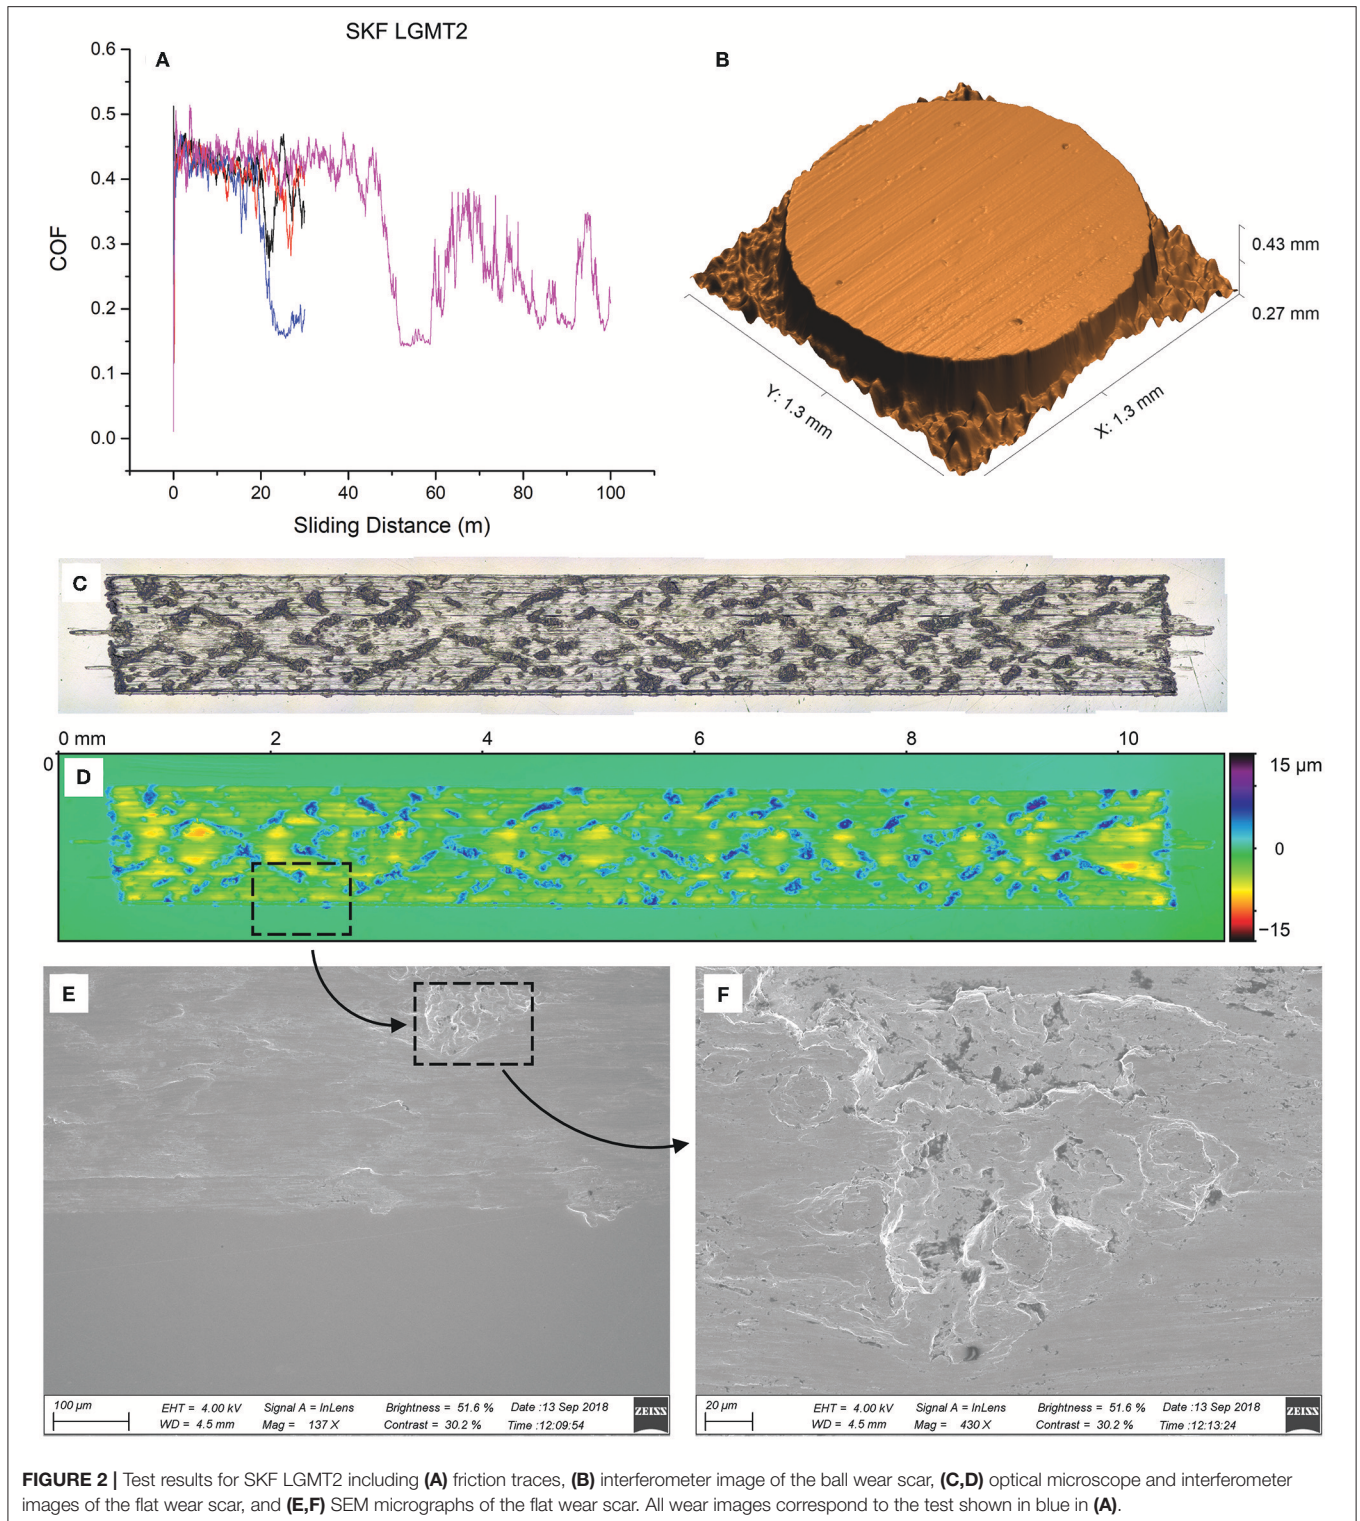 SKF LGMT2
A
0.6
0.5
0.4
0.3
0.2
0.1
0.0
COF
0
20
40
60
80
100
Sliding Distance (m)
B
0.43 mm
0.27 mm
Y: 1.3 mm
X: 1.3 mm
C
0 mm
2
4
6
8
10
0
D
15 µm
0
−15
E
100 µm
EHT = 4.00 kV Signal A = InLens Brightness = 51.6 % Date :13 Sep 2018
WD = 4.5 mm Mag = 137 X Contrast = 30.2 % Time :12:09:54
ZEISS
F
20 µm
EHT = 4.00 kV Signal A = InLens Brightness = 51.6 % Date :13 Sep 2018
WD = 4.5 mm Mag = 430 X Contrast = 30.2 % Time :12:13:24
ZEISS
FIGURE 2 | Test results for SKF LGMT2 including (A) friction traces, (B) interferometer image of the ball wear scar, (C,D) optical microscope and interferometer
images of the flat wear scar, and (E,F) SEM micrographs of the flat wear scar. All wear images correspond to the test shown in blue in (A).